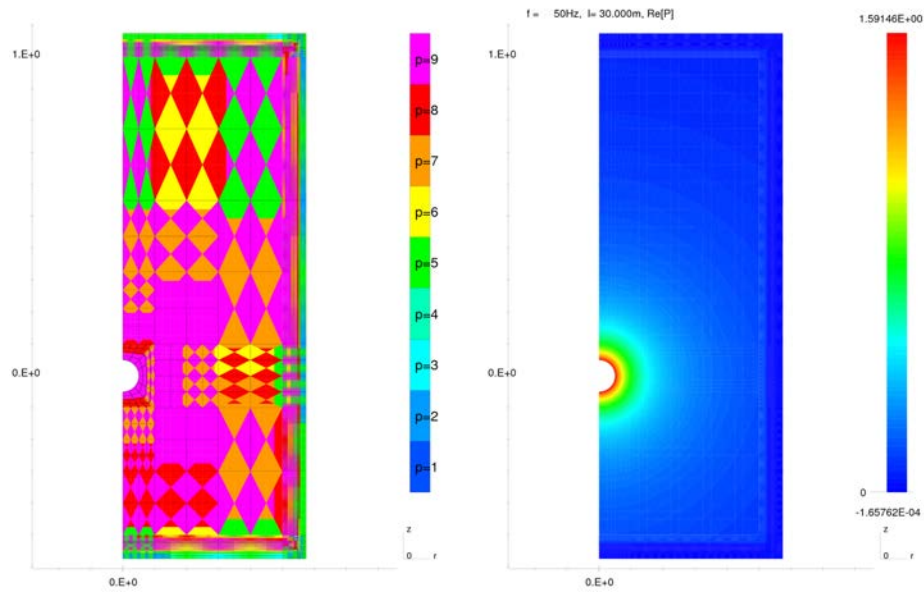 f = 50Hz, l= 30.000m, Re[P]
1.59146E+00
1.E+0
1.E+0
p=9
p=8
p=7
p=6
p=5
p=4
p=3
p=2
p=1
0.E+0
0.E+0
0
-1.65762E-04
z
0 r
z
0 r
0.E+0
0.E+0